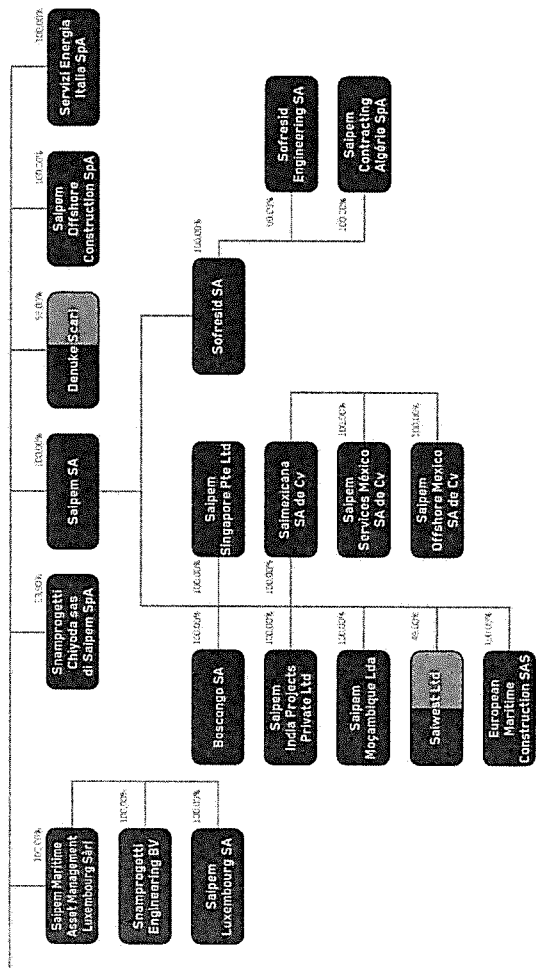 100.00%
Saipem Maritime
Asset Management
Luxembourg Sàrl
100.00%
Snamprogetti
Engineering BV
100.00%
Saipem
Luxembourg SA
Snamprogetti
Chiyoda sas
di Saipem SpA
100.00%
Saipem SA
Denuke Scarl
100.00%
Saipem
Offshore
Construction SpA
100.00%
Servizi Energia
Italia SpA
100.00%
Boscongo SA
100.00%
Saipem
Singapore Pte Ltd
100.00%
Saipem
India Projects
Private Ltd
100.00%
Saimexicana
SA de Cv
100.00%
Saipem
Moçambique Lda
100.00%
Saipem
Services México
SA de Cv
49.00%
Saiwest Ltd
100.00%
Saipem
Offshore México
SA de Cv
100.00%
European
Maritime
Construction SAS
100.00%
Sofresid SA
Sofresid
Engineering SA
100.00%
Saipem
Contracting
Algérie SpA